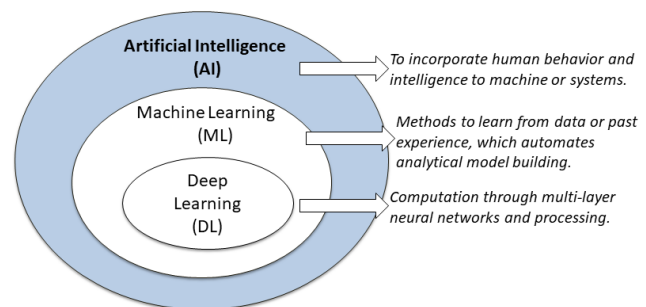 Artificial Intelligence
(AI)
To incorporate human behavior and
intelligence to machine or systems.
Machine Learning
(ML)
Methods to learn from data or past
experience, which automates
analytical model building.
Deep
Learning
(DL)
Computation through multi-layer
neural networks and processing.